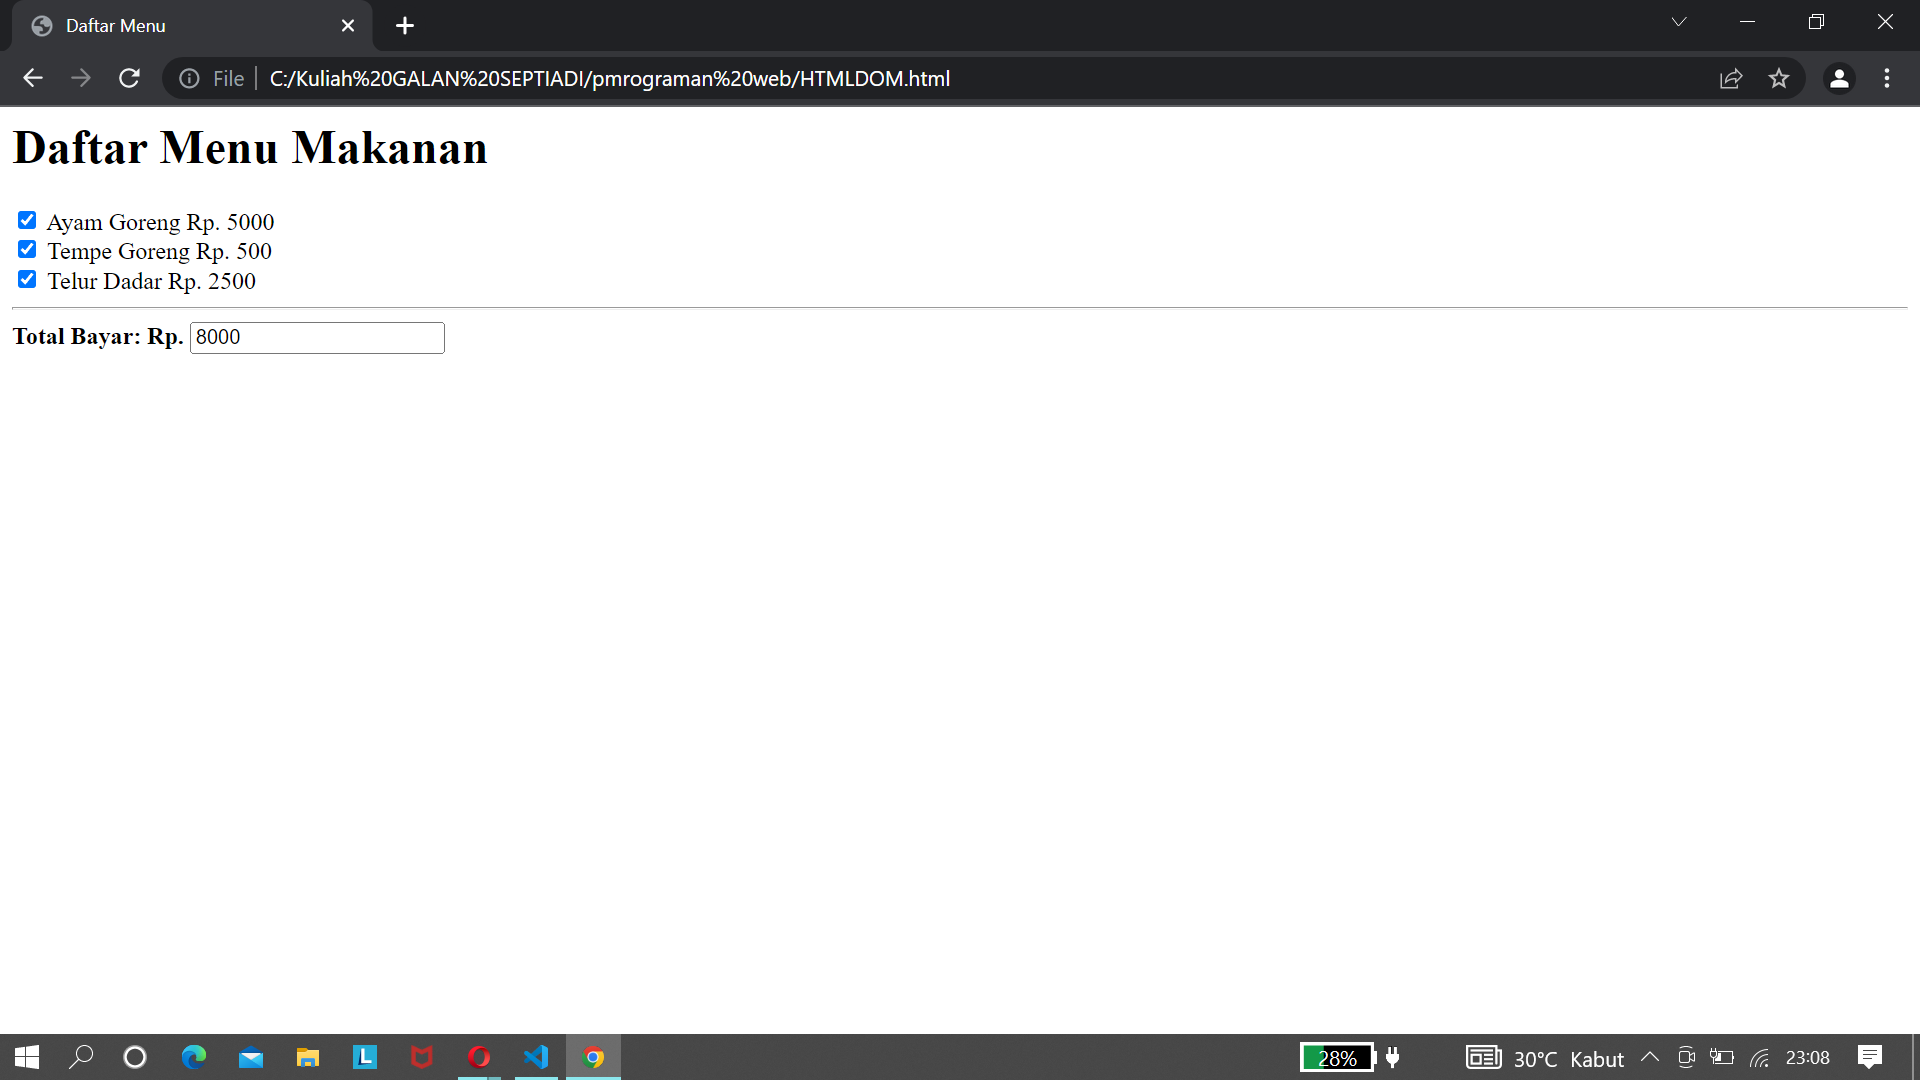 Daftar Menu
File
C:/Kuliah%20GALAN%20SEPTIADI/pmrograman%20web/HTMLDOM.html
Daftar Menu Makanan
Ayam Goreng Rp. 5000
Tempe Goreng Rp. 500
Telur Dadar Rp. 2500
Total Bayar: Rp. 8000
L
28%
30°C Kabut
23:08